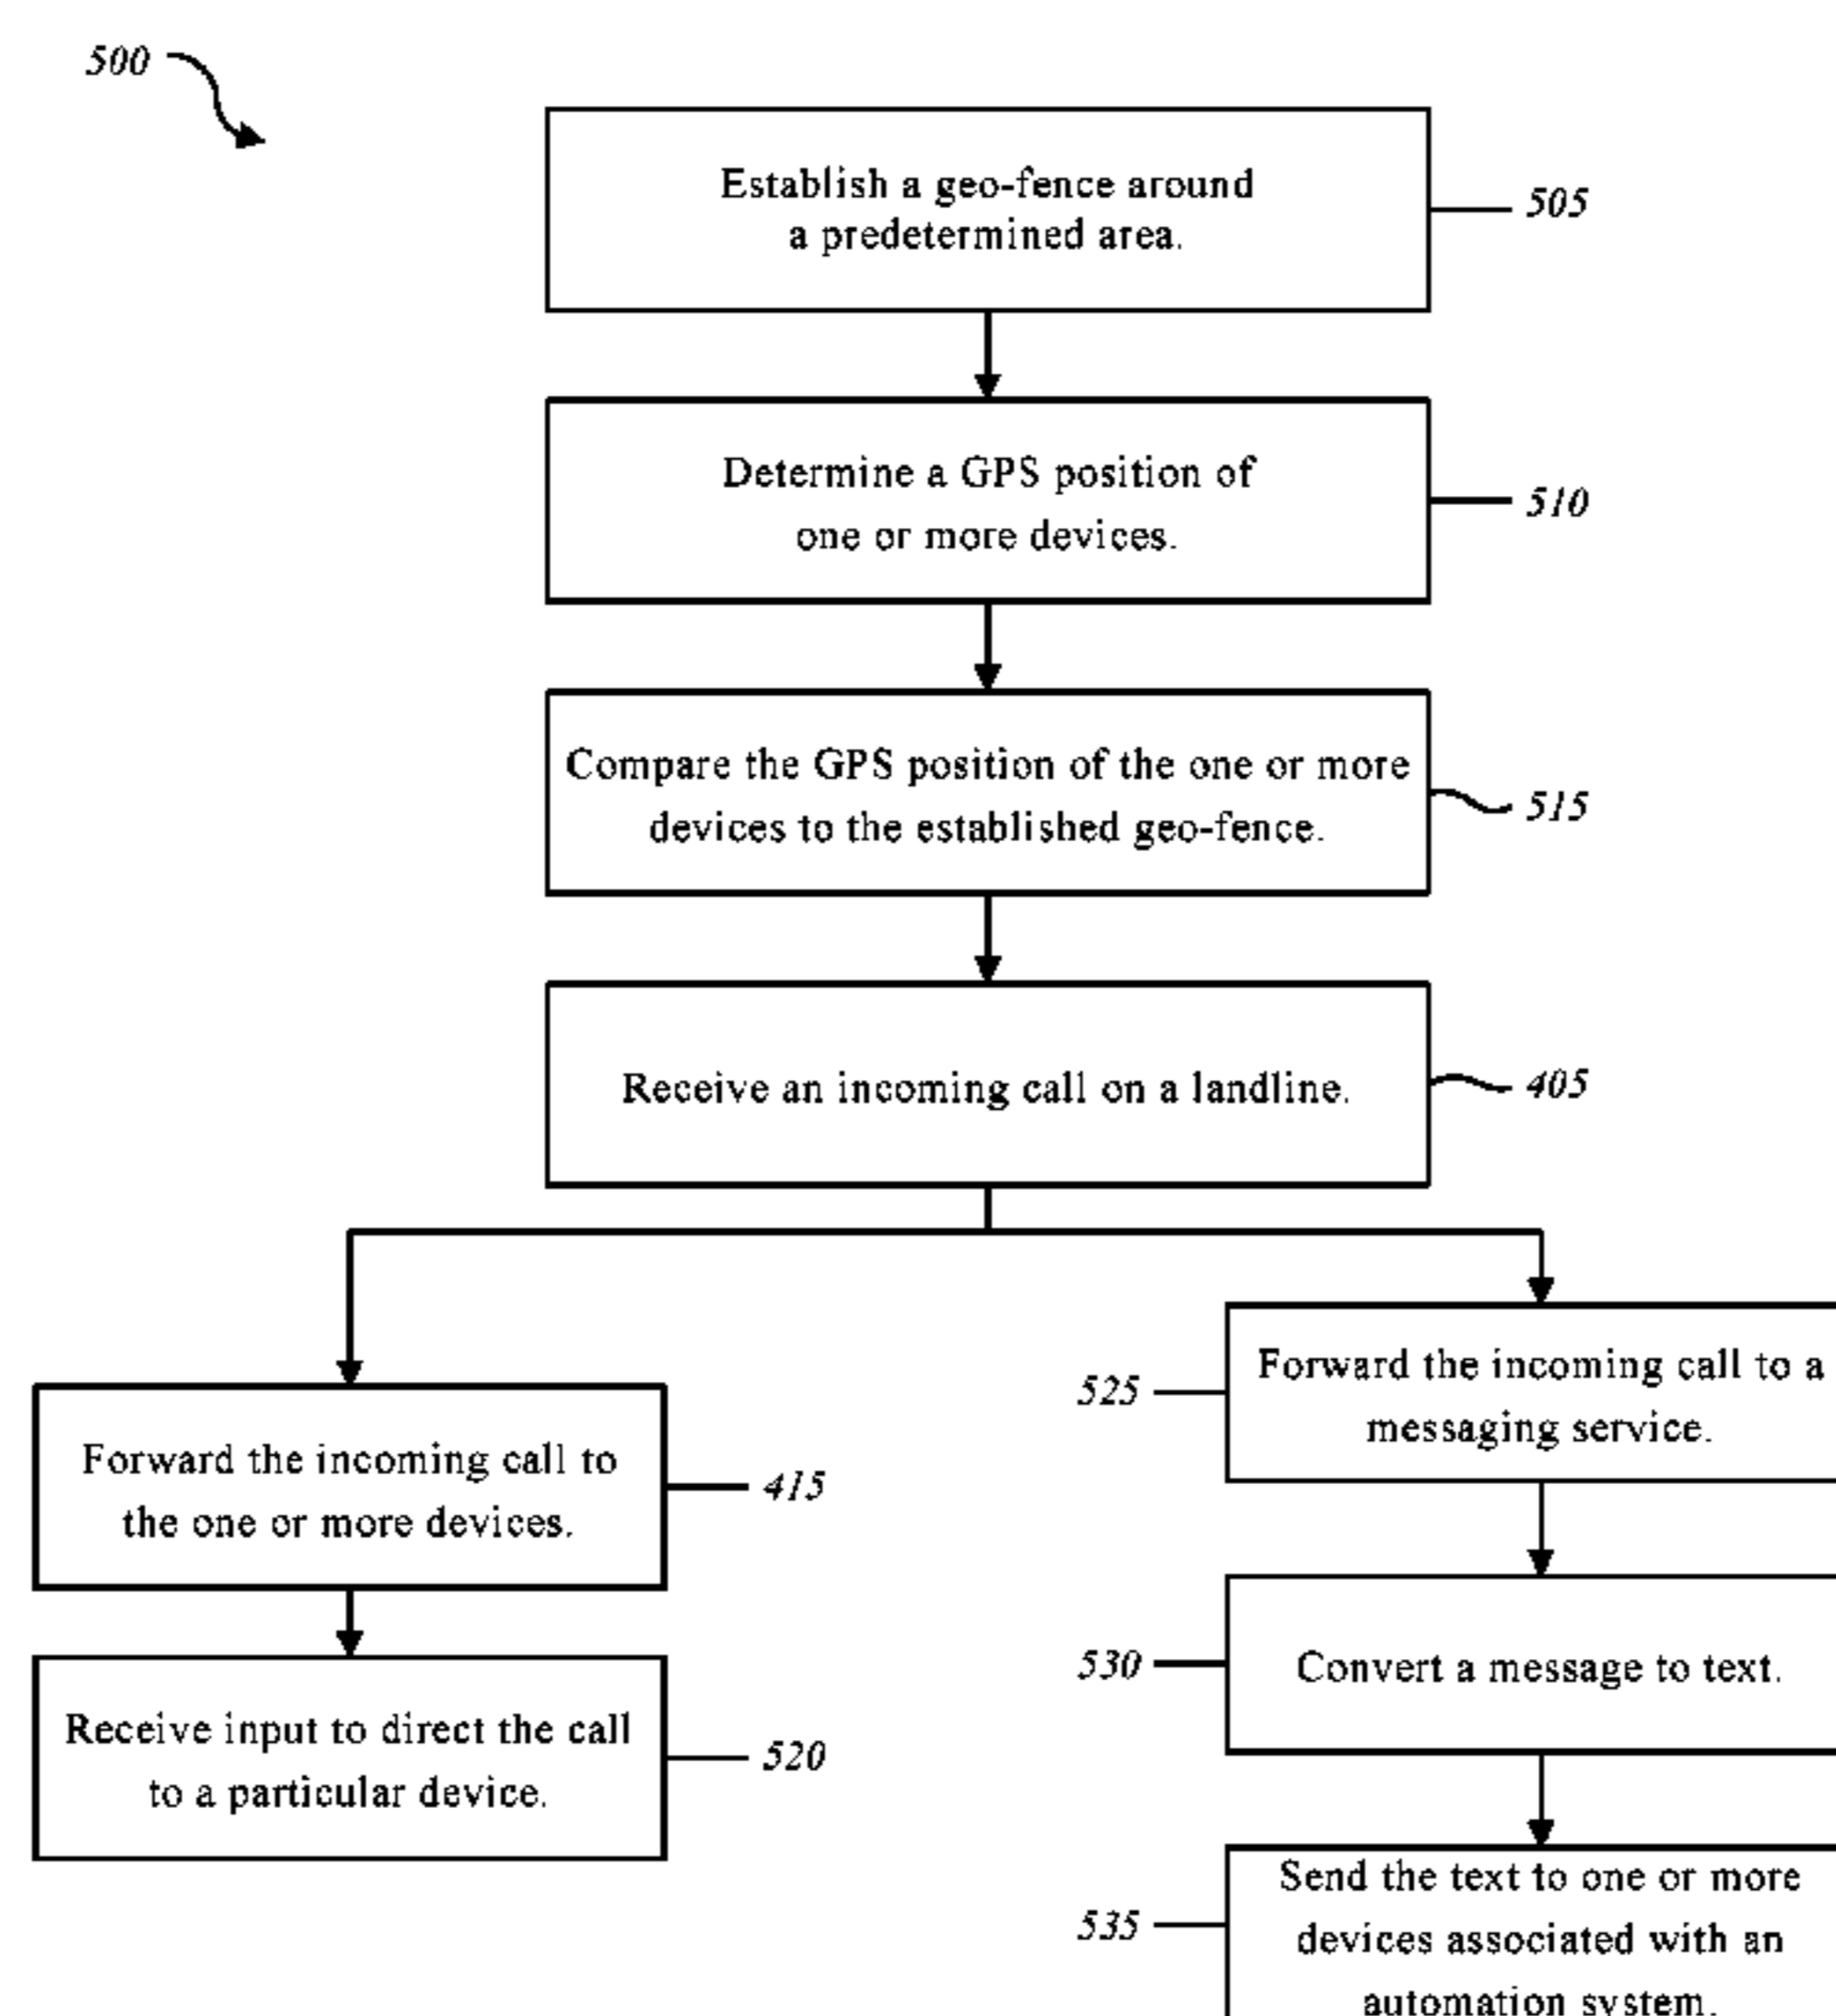 500
Establish a geo-fence around
a predetermined area.
505
Determine a GPS position of
one or more devices.
510
Compare the GPS position of the one or more
devices to the established geo-fence.
515
Receive an incoming call on a landline.
405
Forward the incoming call to
the one or more devices.
415
Receive input to direct the call
to a particular device.
520
525
Forward the incoming call to a
messaging service.
530
Convert a message to text.
535
Send the text to one or more
devices associated with an
automation system.